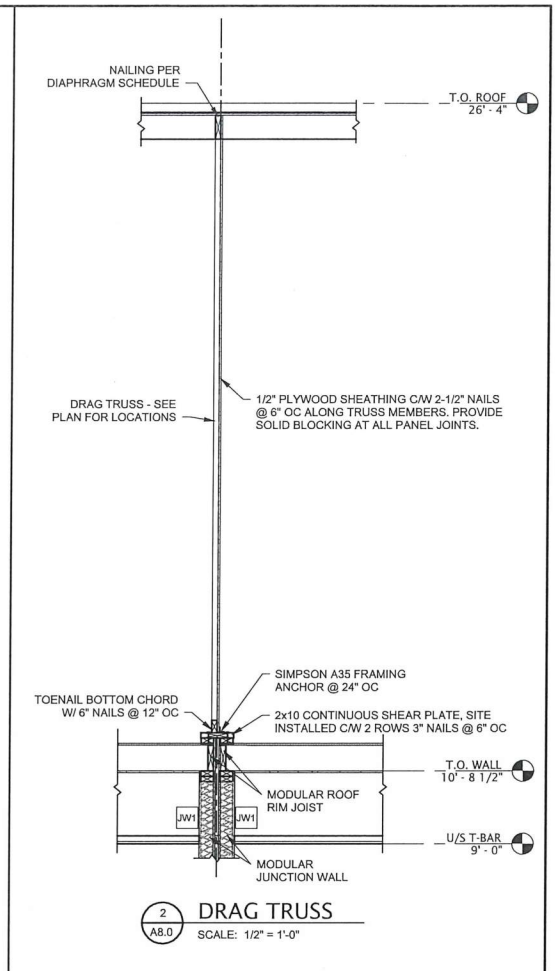 NAILING PER
DIAPHRAGM SCHEDULE
T.O. ROOF
26' - 4"
DRAG TRUSS - SEE
PLAN FOR LOCATIONS
1/2" PLYWOOD SHEATHING C/W 2-1/2" NAILS
@ 6" OC ALONG TRUSS MEMBERS. PROVIDE
SOLID BLOCKING AT ALL PANEL JOINTS.
SIMPSON A35 FRAMING
ANCHOR @ 24" OC
TOENAIL BOTTOM CHORD
W/ 6" NAILS @ 12" OC
2x10 CONTINUOUS SHEAR PLATE, SITE
INSTALLED C/W 2 ROWS 3" NAILS @ 6" OC
T.O. WALL
10' - 8 1/2"
MODULAR ROOF
RIM JOIST
JW1
JW1
U/S T-BAR
9' - 0"
MODULAR
JUNCTION WALL
2
A8.0
DRAG TRUSS
SCALE: 1/2" = 1'-0"